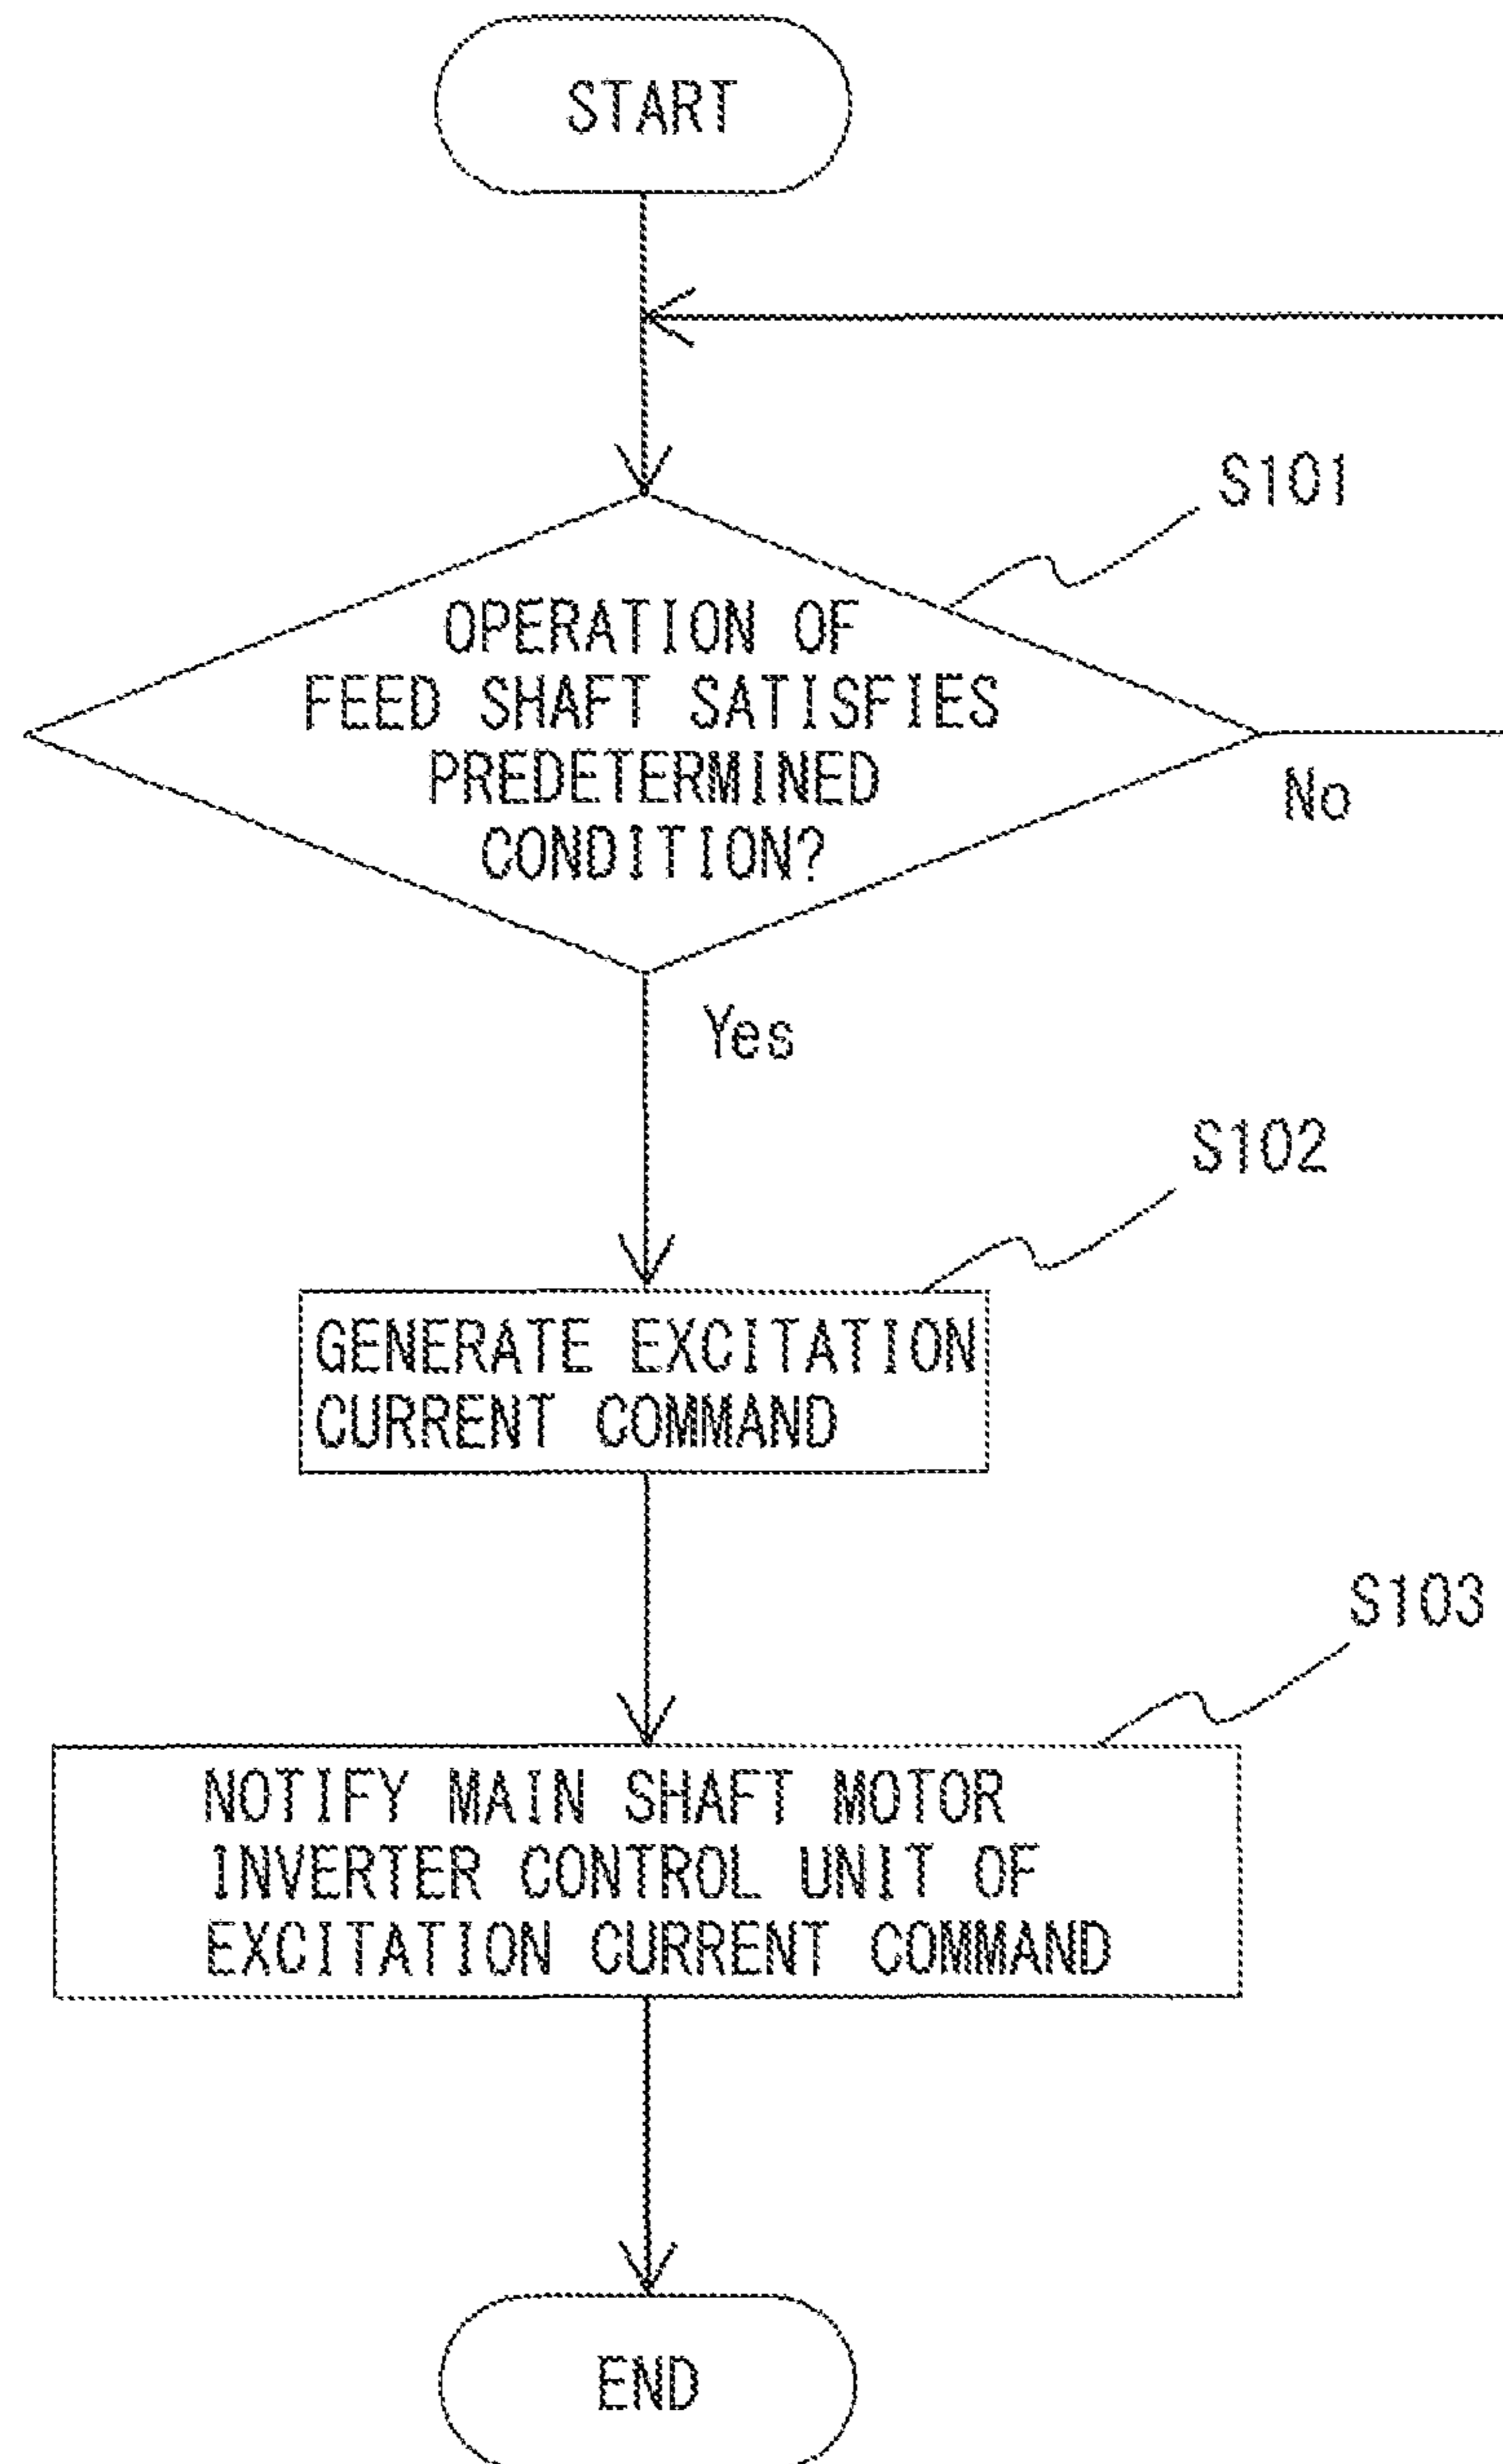 START
S101
OPERATION OF
FEED SHAFT SATISFIES
PREDETERMINED
CONDITION?
No
Yes
S102
GENERATE EXCITATION
CURRENT COMMAND
S103
NOTIFY MAIN SHAFT MOTOR
INVERTER CONTROL UNIT OF
EXCITATION CURRENT COMMAND
END